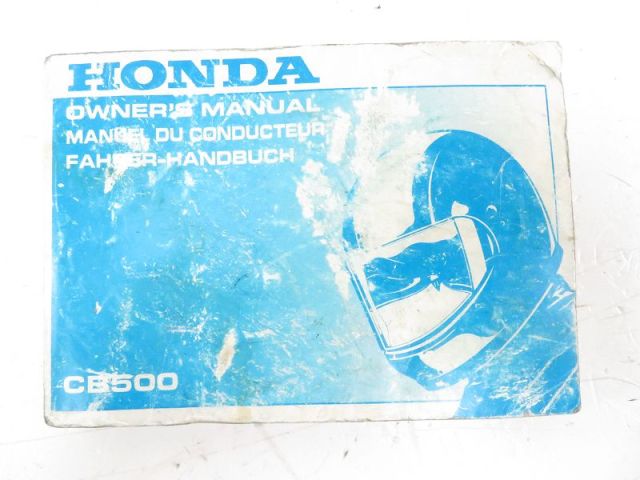 HONDA
OWNER'S MANUAL
MANUEL DU CONDUCTEUR
FAHRER-HANDBUCH
CB500